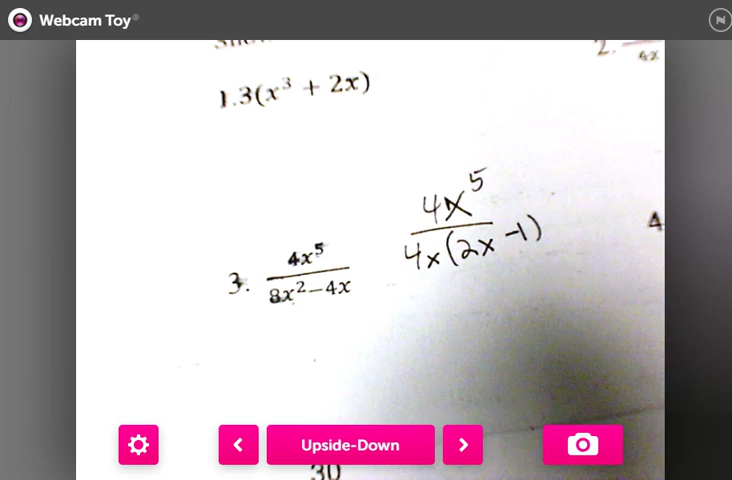 Webcam Toy
1.3(x³ + 2x)
2.
4x
4x⁵
4x(2x -1)
3. 4x⁵
8x²-4x
4
Upside-Down
30